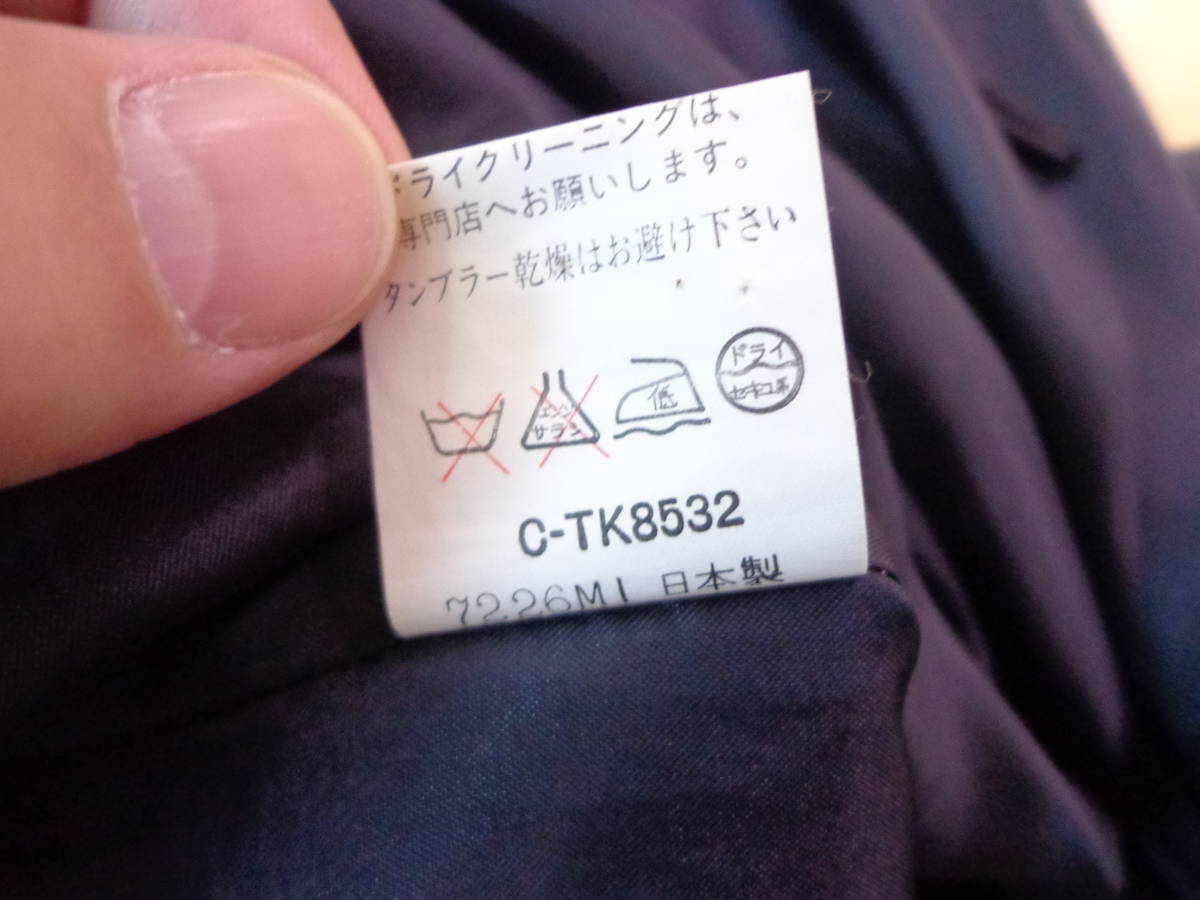 ドライクリーニングは、
専門店へお願いします。
タンブラー乾燥はお避け下さい
エンソ
サラシ
低
ドライ
セキユ系
C-TK8532
7226M1 日本製